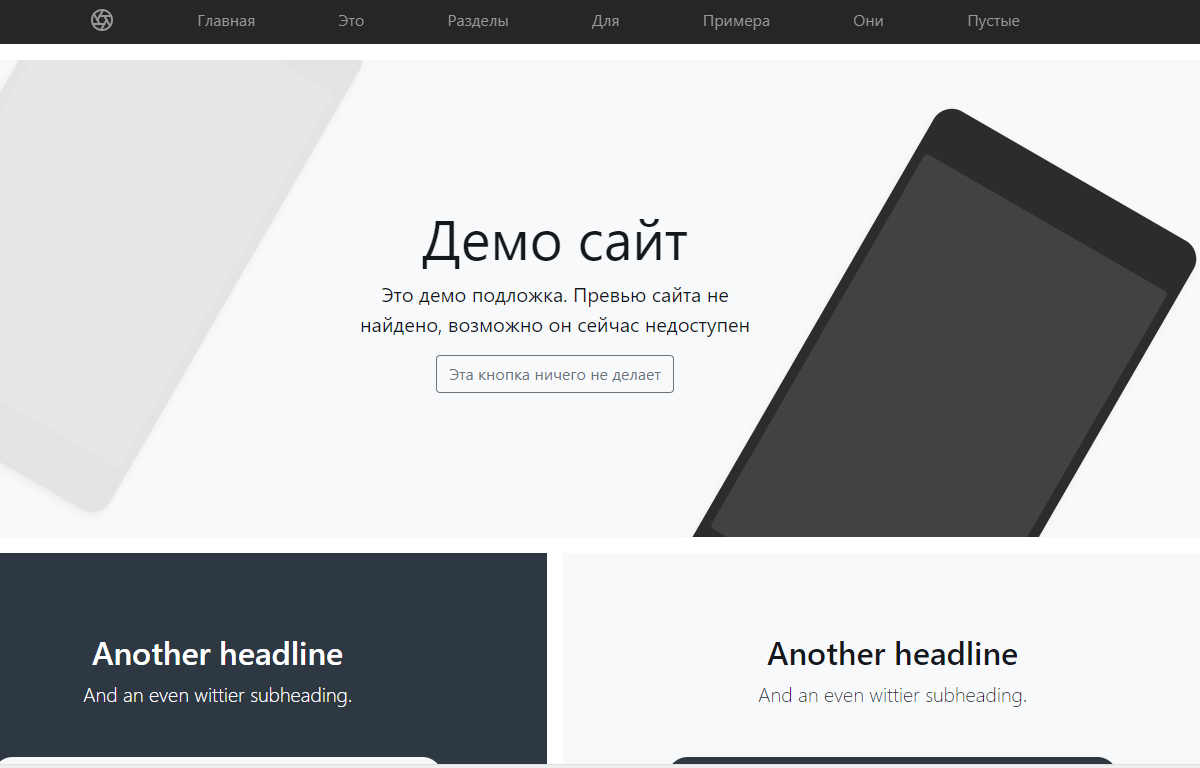 Главная Это Разделы Для Примера Они Пустые
Демо сайт
Это демо подложка. Превью сайта не
найдено, возможно он сейчас недоступен
Эта кнопка ничего не делает
Another headline
And an even wittier subheading.
Another headline
And an even wittier subheading.